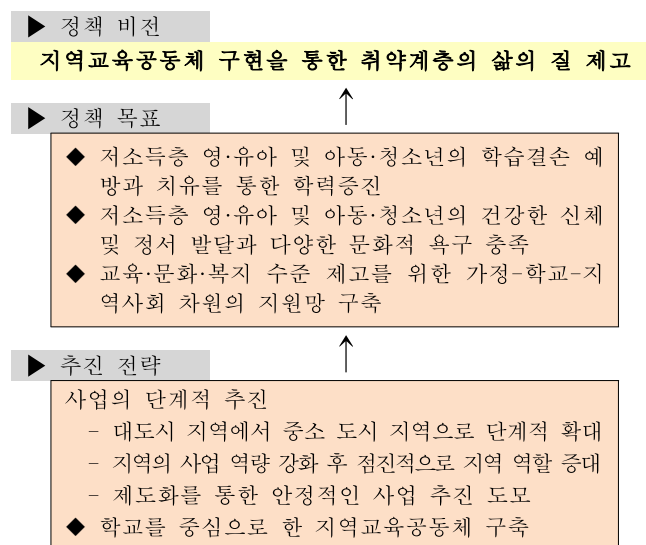 ▶ 정책 비전
지역교육공동체 구현을 통한 취약계층의 삶의 질 제고
▶ 정책 목표
◆ 저소득층 영·유아 및 아동·청소년의 학습결손 예
방과 치유를 통한 학력증진
◆ 저소득층 영·유아 및 아동·청소년의 건강한 신체
및 정서 발달과 다양한 문화적 욕구 충족
◆ 교육·문화·복지 수준 제고를 위한 가정-학교-지
역사회 차원의 지원망 구축
▶ 추진 전략
사업의 단계적 추진
- 대도시 지역에서 중소 도시 지역으로 단계적 확대
- 지역의 사업 역량 강화 후 점진적으로 지역 역할 증대
- 제도화를 통한 안정적인 사업 추진 도모
◆ 학교를 중심으로 한 지역교육공동체 구축